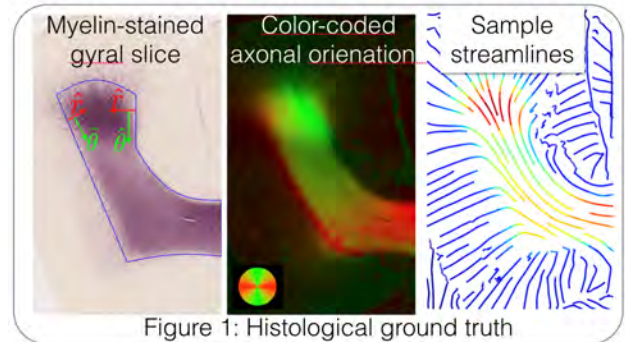 Myelin-stained
gyral slice
Color-coded
axonal orienation
Sample
streamlines
r̂
r̂
θ̂
θ̂
Figure 1: Histological ground truth